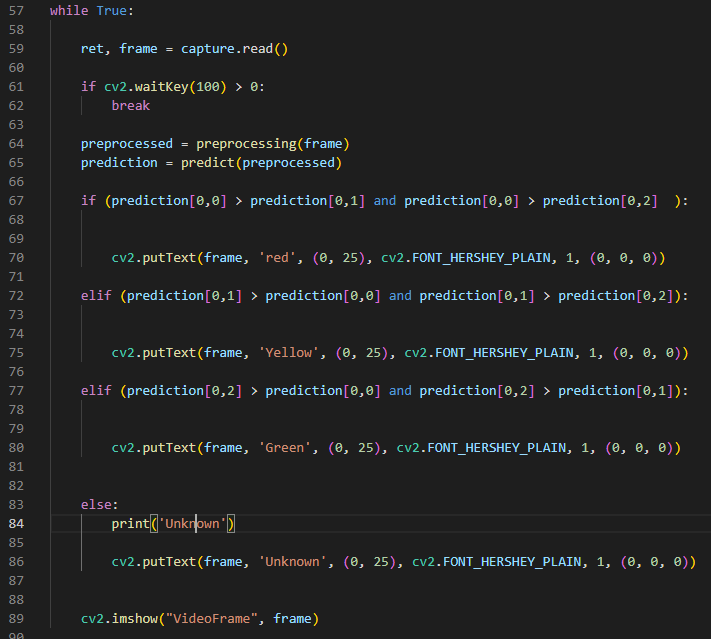 57 while True:
58
59     ret, frame = capture.read()
60
61     if cv2.waitKey(100) > 0:
62         break
63
64     preprocessed = preprocessing(frame)
65     prediction = predict(preprocessed)
66
67     if (prediction[0,0] > prediction[0,1] and prediction[0,0] > prediction[0,2]  ):
68
69
70         cv2.putText(frame, 'red', (0, 25), cv2.FONT_HERSHEY_PLAIN, 1, (0, 0, 0))
71
72     elif (prediction[0,1] > prediction[0,0] and prediction[0,1] > prediction[0,2]):
73
74
75         cv2.putText(frame, 'Yellow', (0, 25), cv2.FONT_HERSHEY_PLAIN, 1, (0, 0, 0))
76
77     elif (prediction[0,2] > prediction[0,0] and prediction[0,2] > prediction[0,1]):
78
79
80         cv2.putText(frame, 'Green', (0, 25), cv2.FONT_HERSHEY_PLAIN, 1, (0, 0, 0))
81
82
83     else:
84         print('Unknown')
85
86         cv2.putText(frame, 'Unknown', (0, 25), cv2.FONT_HERSHEY_PLAIN, 1, (0, 0, 0))
87
88
89     cv2.imshow("VideoFrame", frame)
90